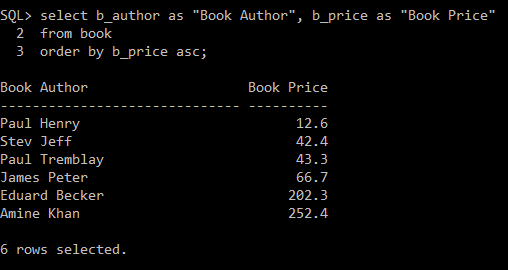 SQL> select b_author as "Book Author", b_price as "Book Price"
  2  from book
  3  order by b_price asc;

Book Author                    Book Price
------------------------------ ----------
Paul Henry                           12.6
Stev Jeff                            42.4
Paul Tremblay                        43.3
James Peter                          66.7
Eduard Becker                       202.3
Amine Khan                          252.4

6 rows selected.